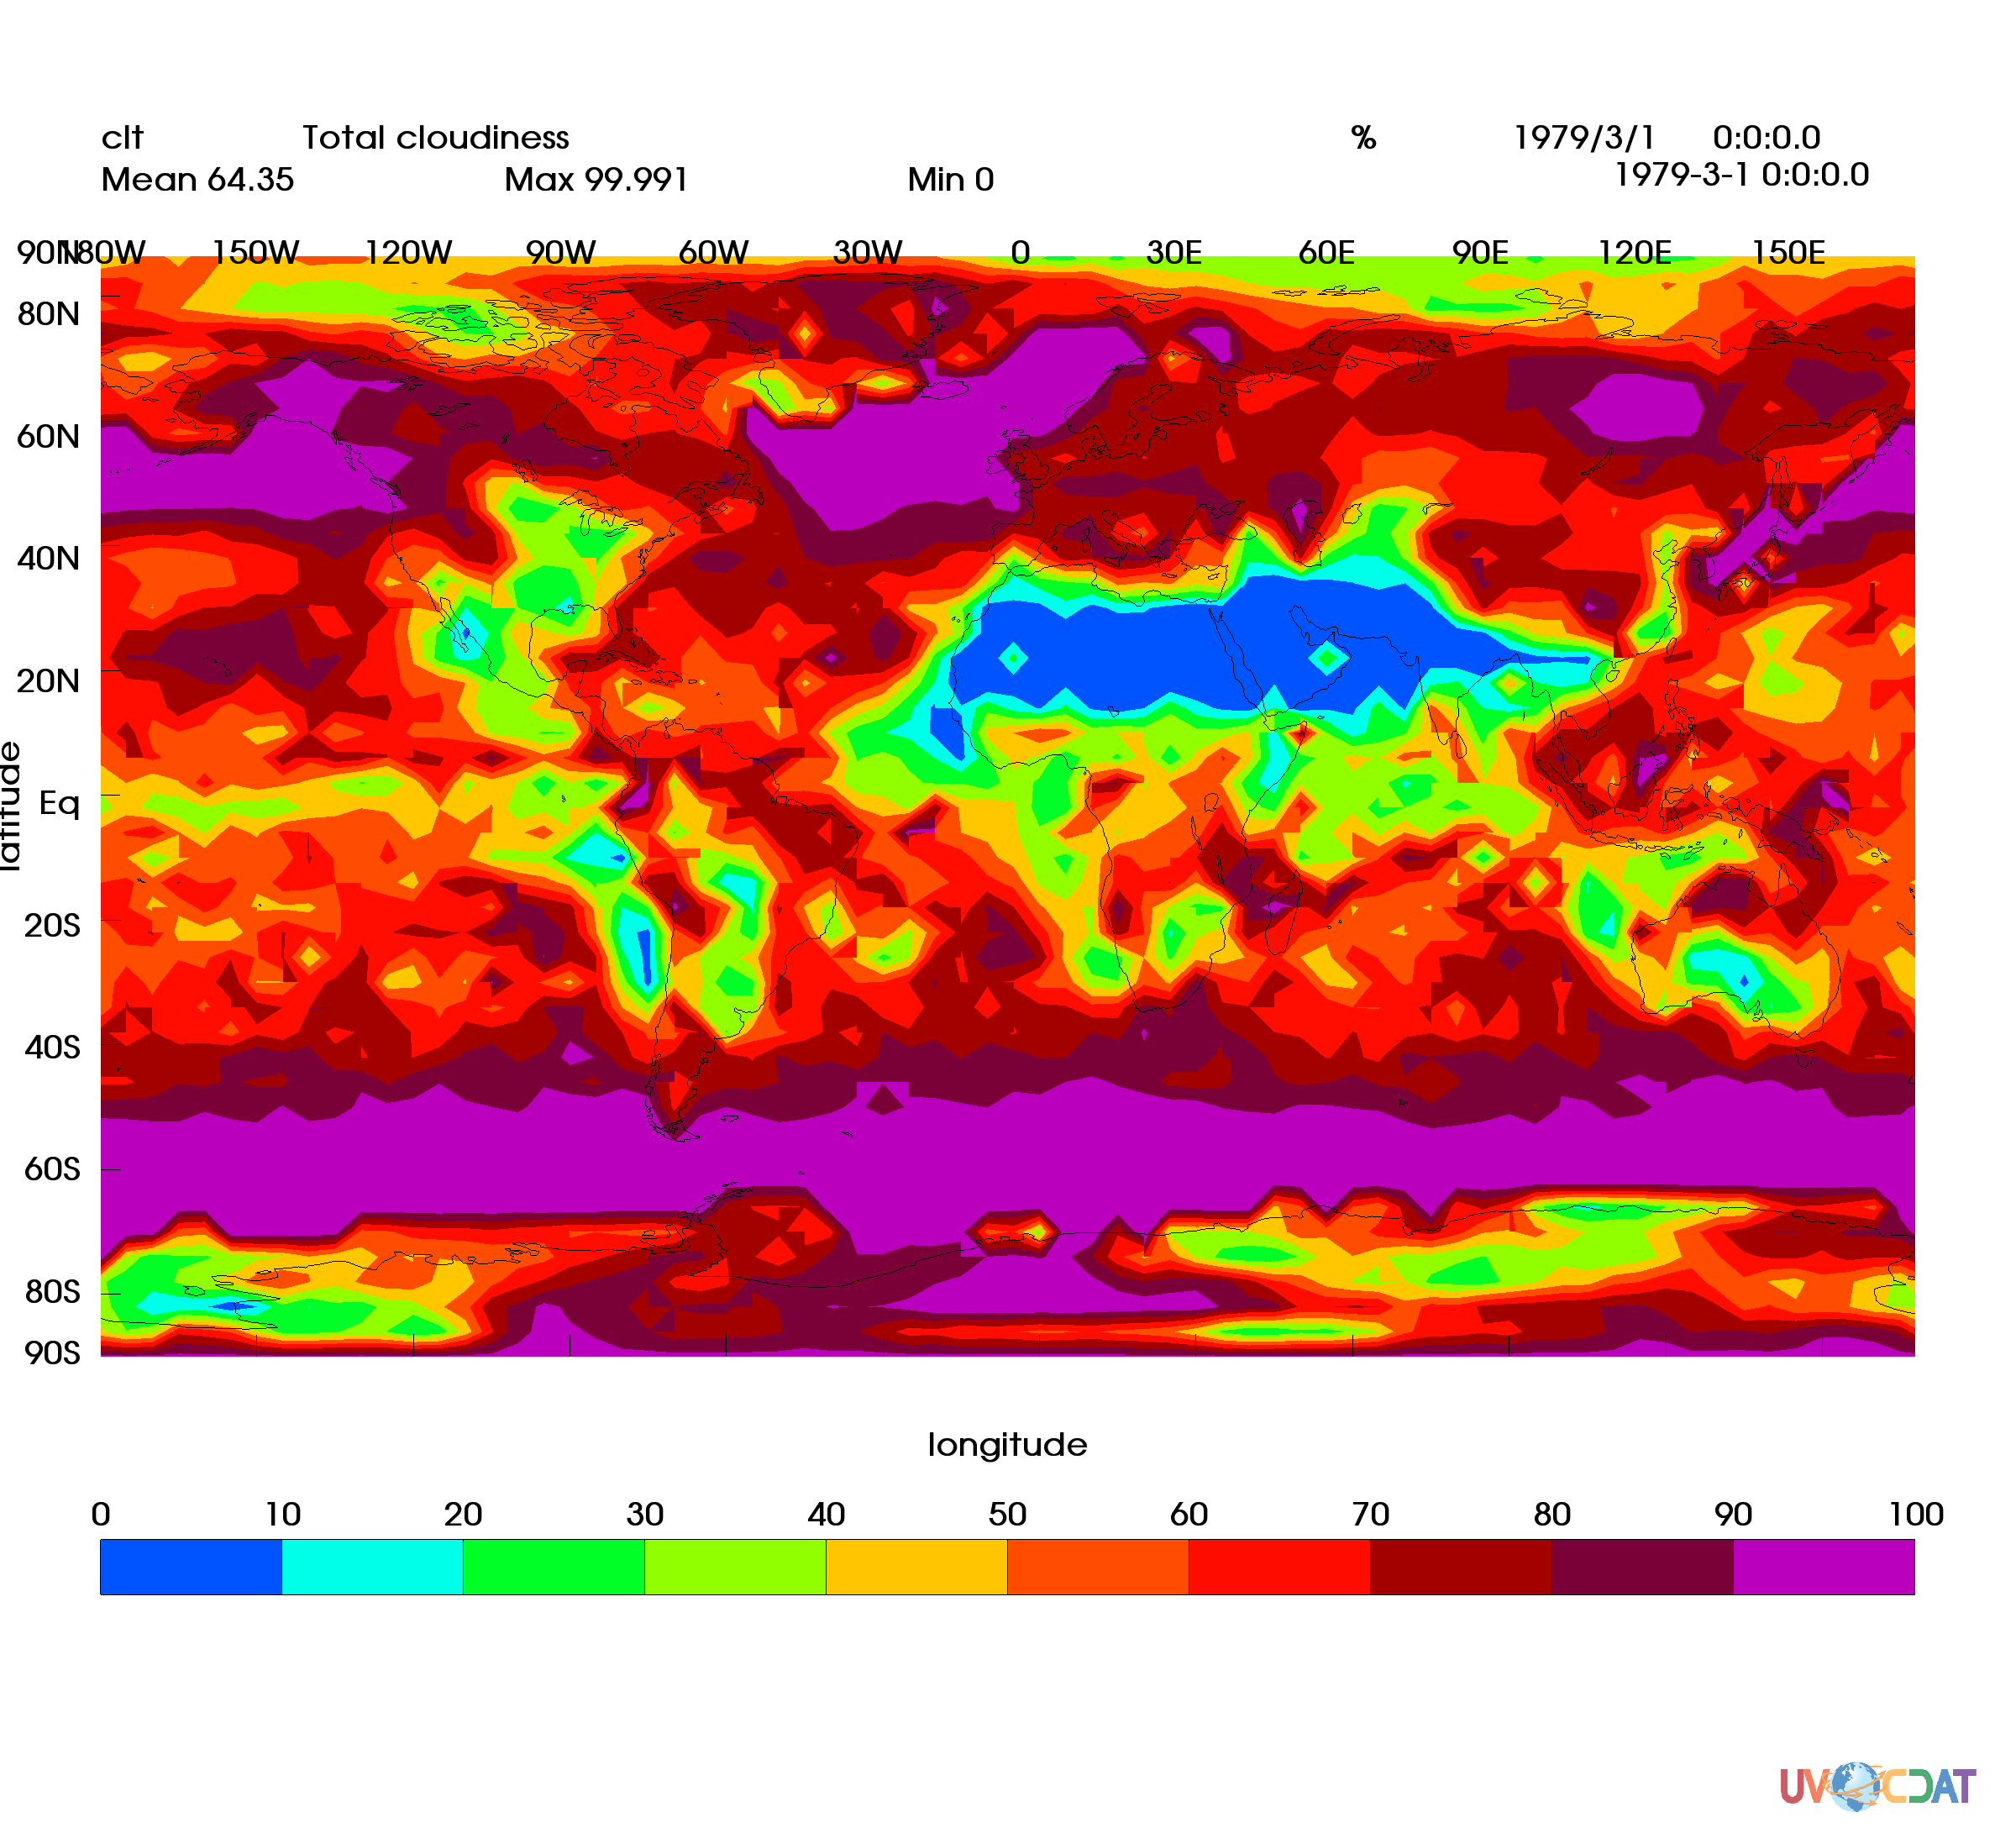 clt Total cloudiness % 1979/3/1 0:0:0.0
Mean 64.35 Max 99.991 Min 0 1979-3-1 0:0:0.0
90N 180W 150W 120W 90W 60W 30W 0 30E 60E 90E 120E 150E
80N
60N
40N
20N
latitude
Eq
20S
40S
60S
80S
90S
longitude
0 10 20 30 40 50 60 70 80 90 100
UV CDAT